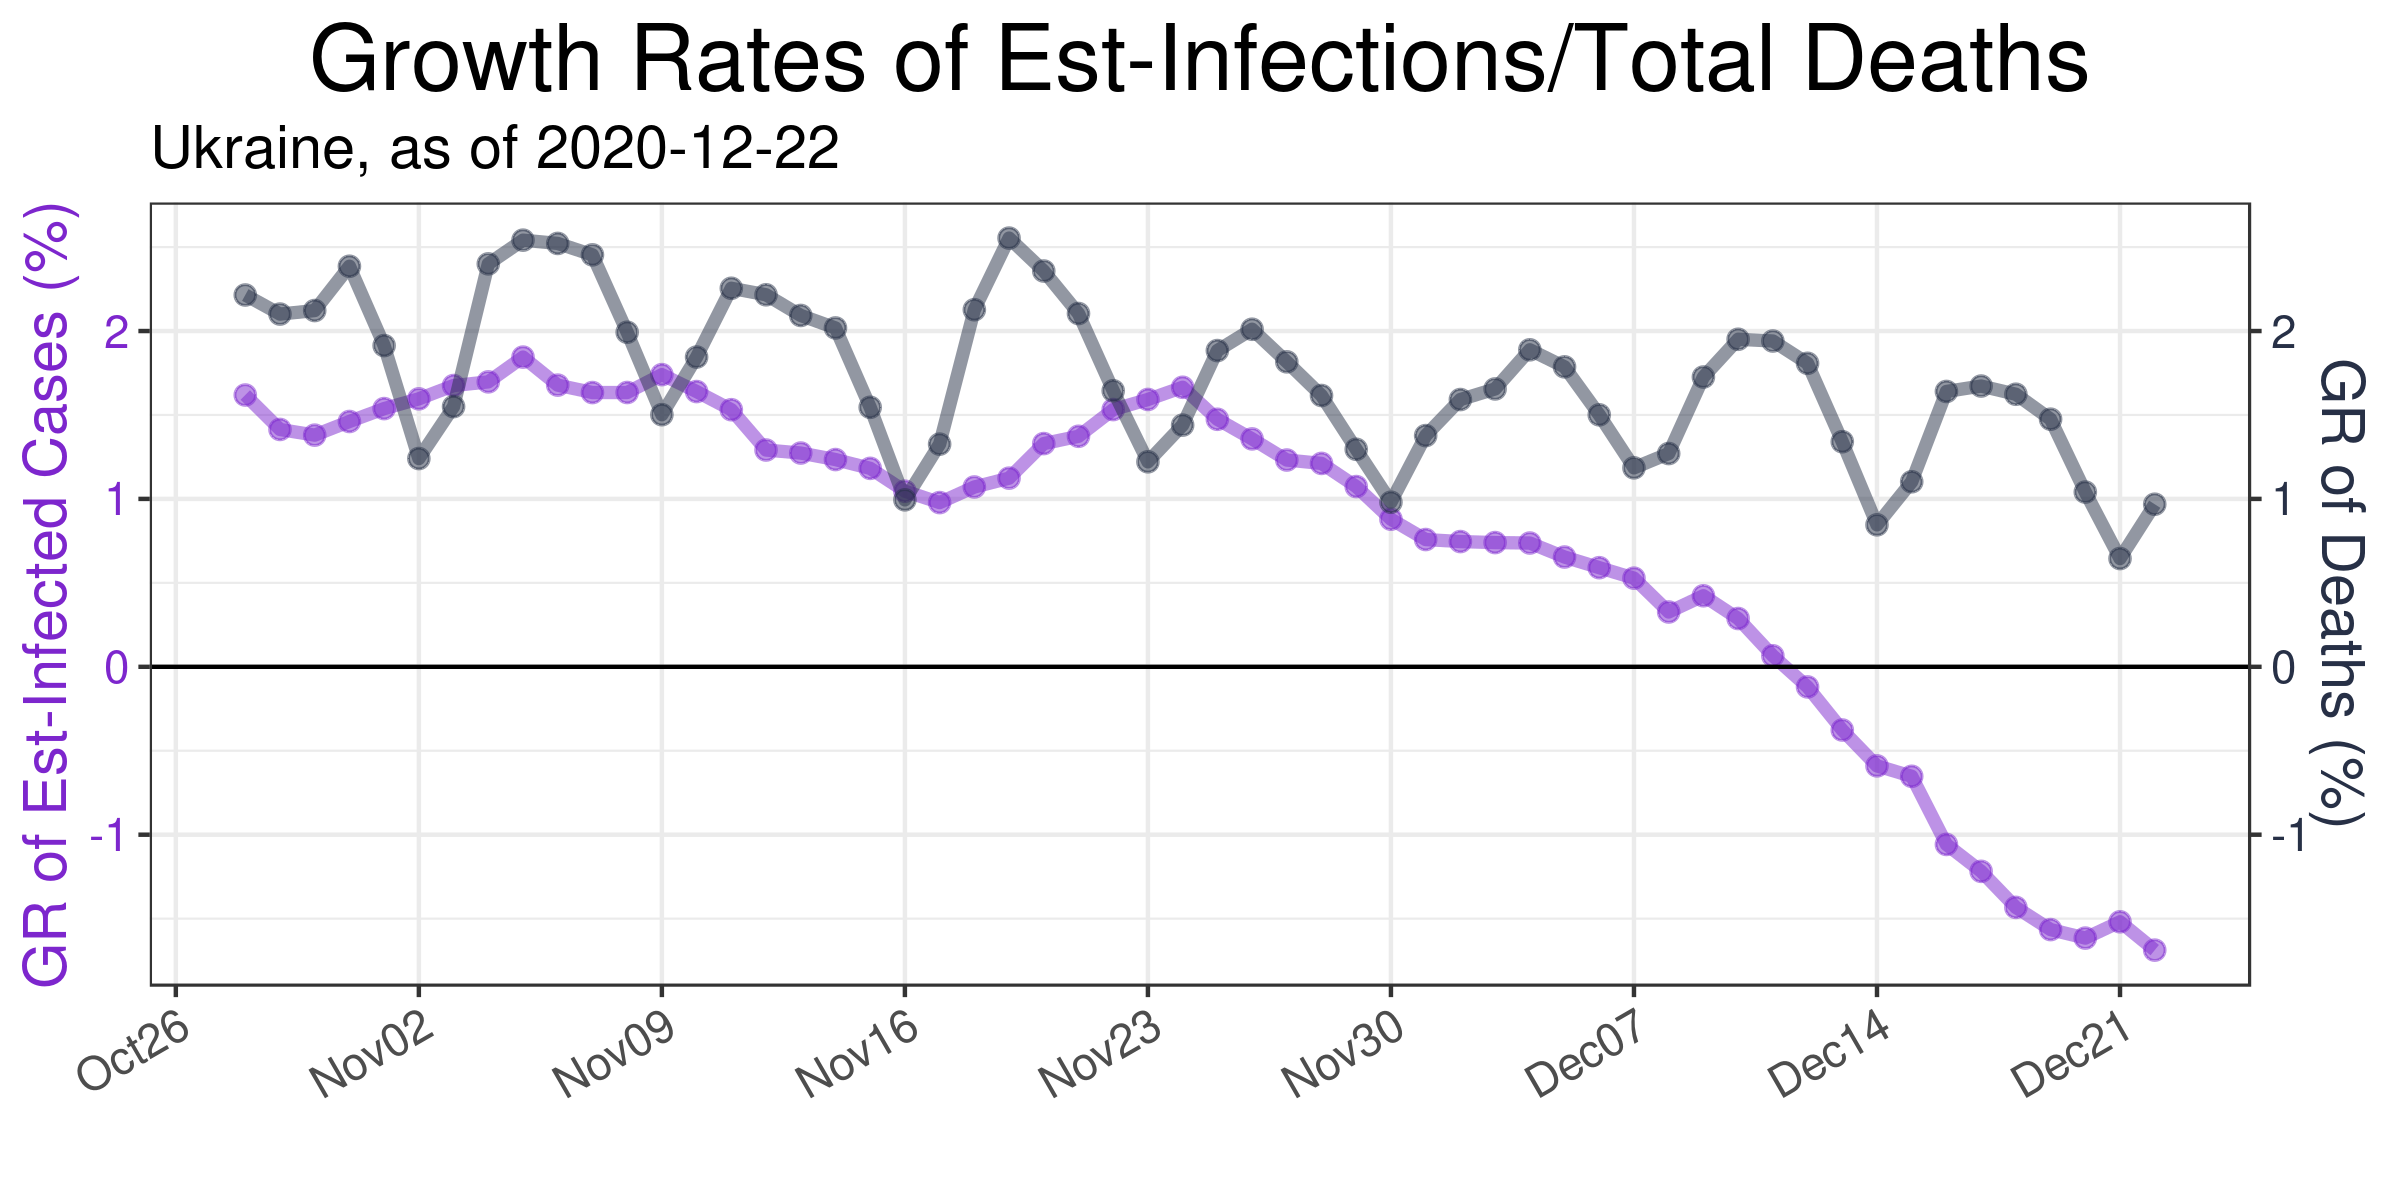 Growth Rates of Est-Infections/Total Deaths
Ukraine, as of 2020-12-22
GR of Est-Infected Cases (%)
2
1
0
-1
2
1
0
-1
GR of Deaths (%)
Oct26
Nov02
Nov09
Nov16
Nov23
Nov30
Dec07
Dec14
Dec21